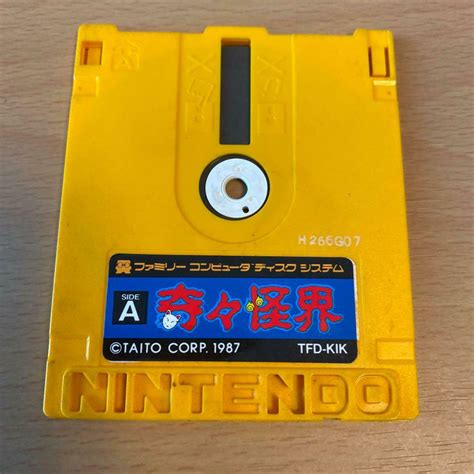 H266G07
ファミリー コンピュータ ディスク システム
SIDE
A
奇々怪界
©TAITO CORP. 1987 TFD-KIK
NINTENDO